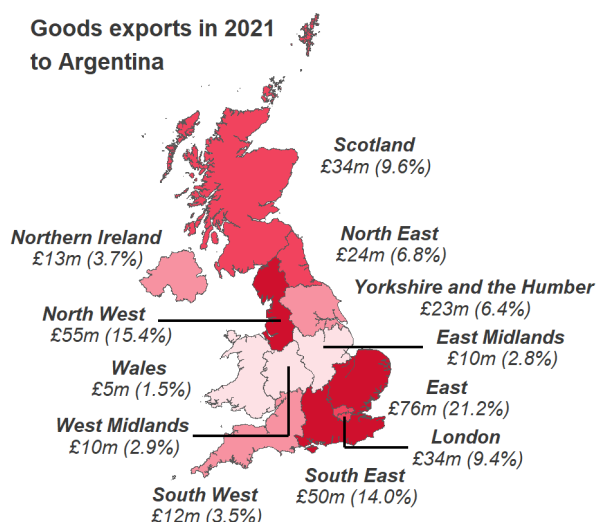 Goods exports in 2021
to Argentina
Scotland
£34m (9.6%)
North East
£24m (6.8%)
Northern Ireland
£13m (3.7%)
Yorkshire and the Humber
£23m (6.4%)
North West
£55m (15.4%)
East Midlands
£10m (2.8%)
Wales
£5m (1.5%)
East
£76m (21.2%)
West Midlands
£10m (2.9%)
London
£34m (9.4%)
South East
£50m (14.0%)
South West
£12m (3.5%)